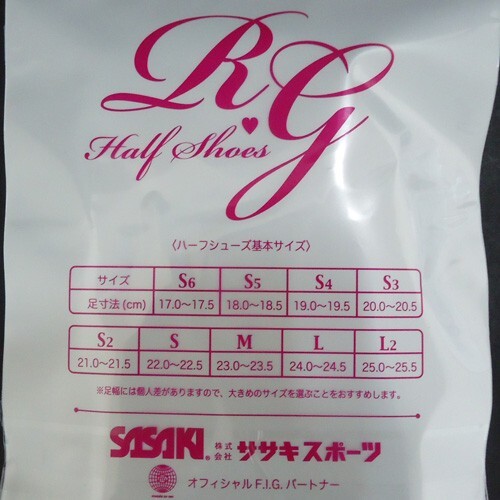 R♥G
Half Shoes
〈ハーフシューズ基本サイズ〉
サイズ S6 S5 S4 S3
足寸法(cm) 17.0〜17.5 18.0〜18.5 19.0〜19.5 20.0〜20.5
S2 S M L L2
21.0〜21.5 22.0〜22.5 23.0〜23.5 24.0〜24.5 25.0〜25.5
※足幅には個人差がありますので、大きめのサイズを選ぶことをおすすめします。
SASAKI® 株式会社 ササキスポーツ
オフィシャルF.I.G.パートナー